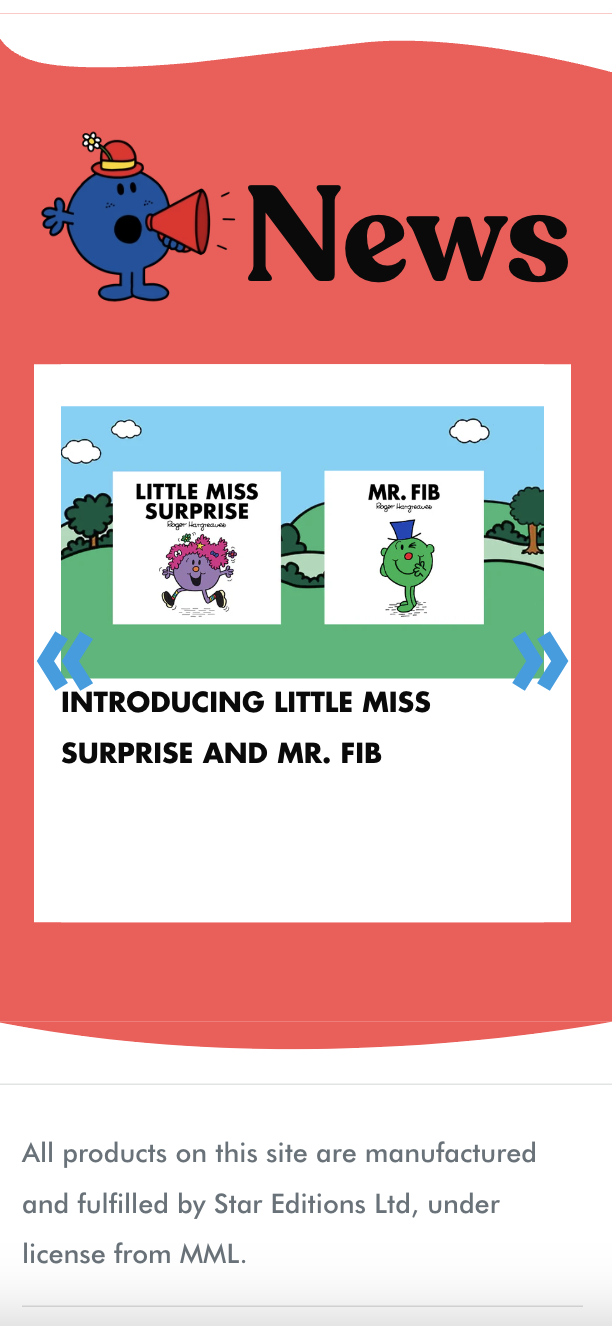 News
LITTLE MISS
SURPRISE
Roger Hargreaves
MR. FIB
Roger Hargreaves
INTRODUCING LITTLE MISS
SURPRISE AND MR. FIB
All products on this site are manufactured
and fulfilled by Star Editions Ltd, under
license from MML.